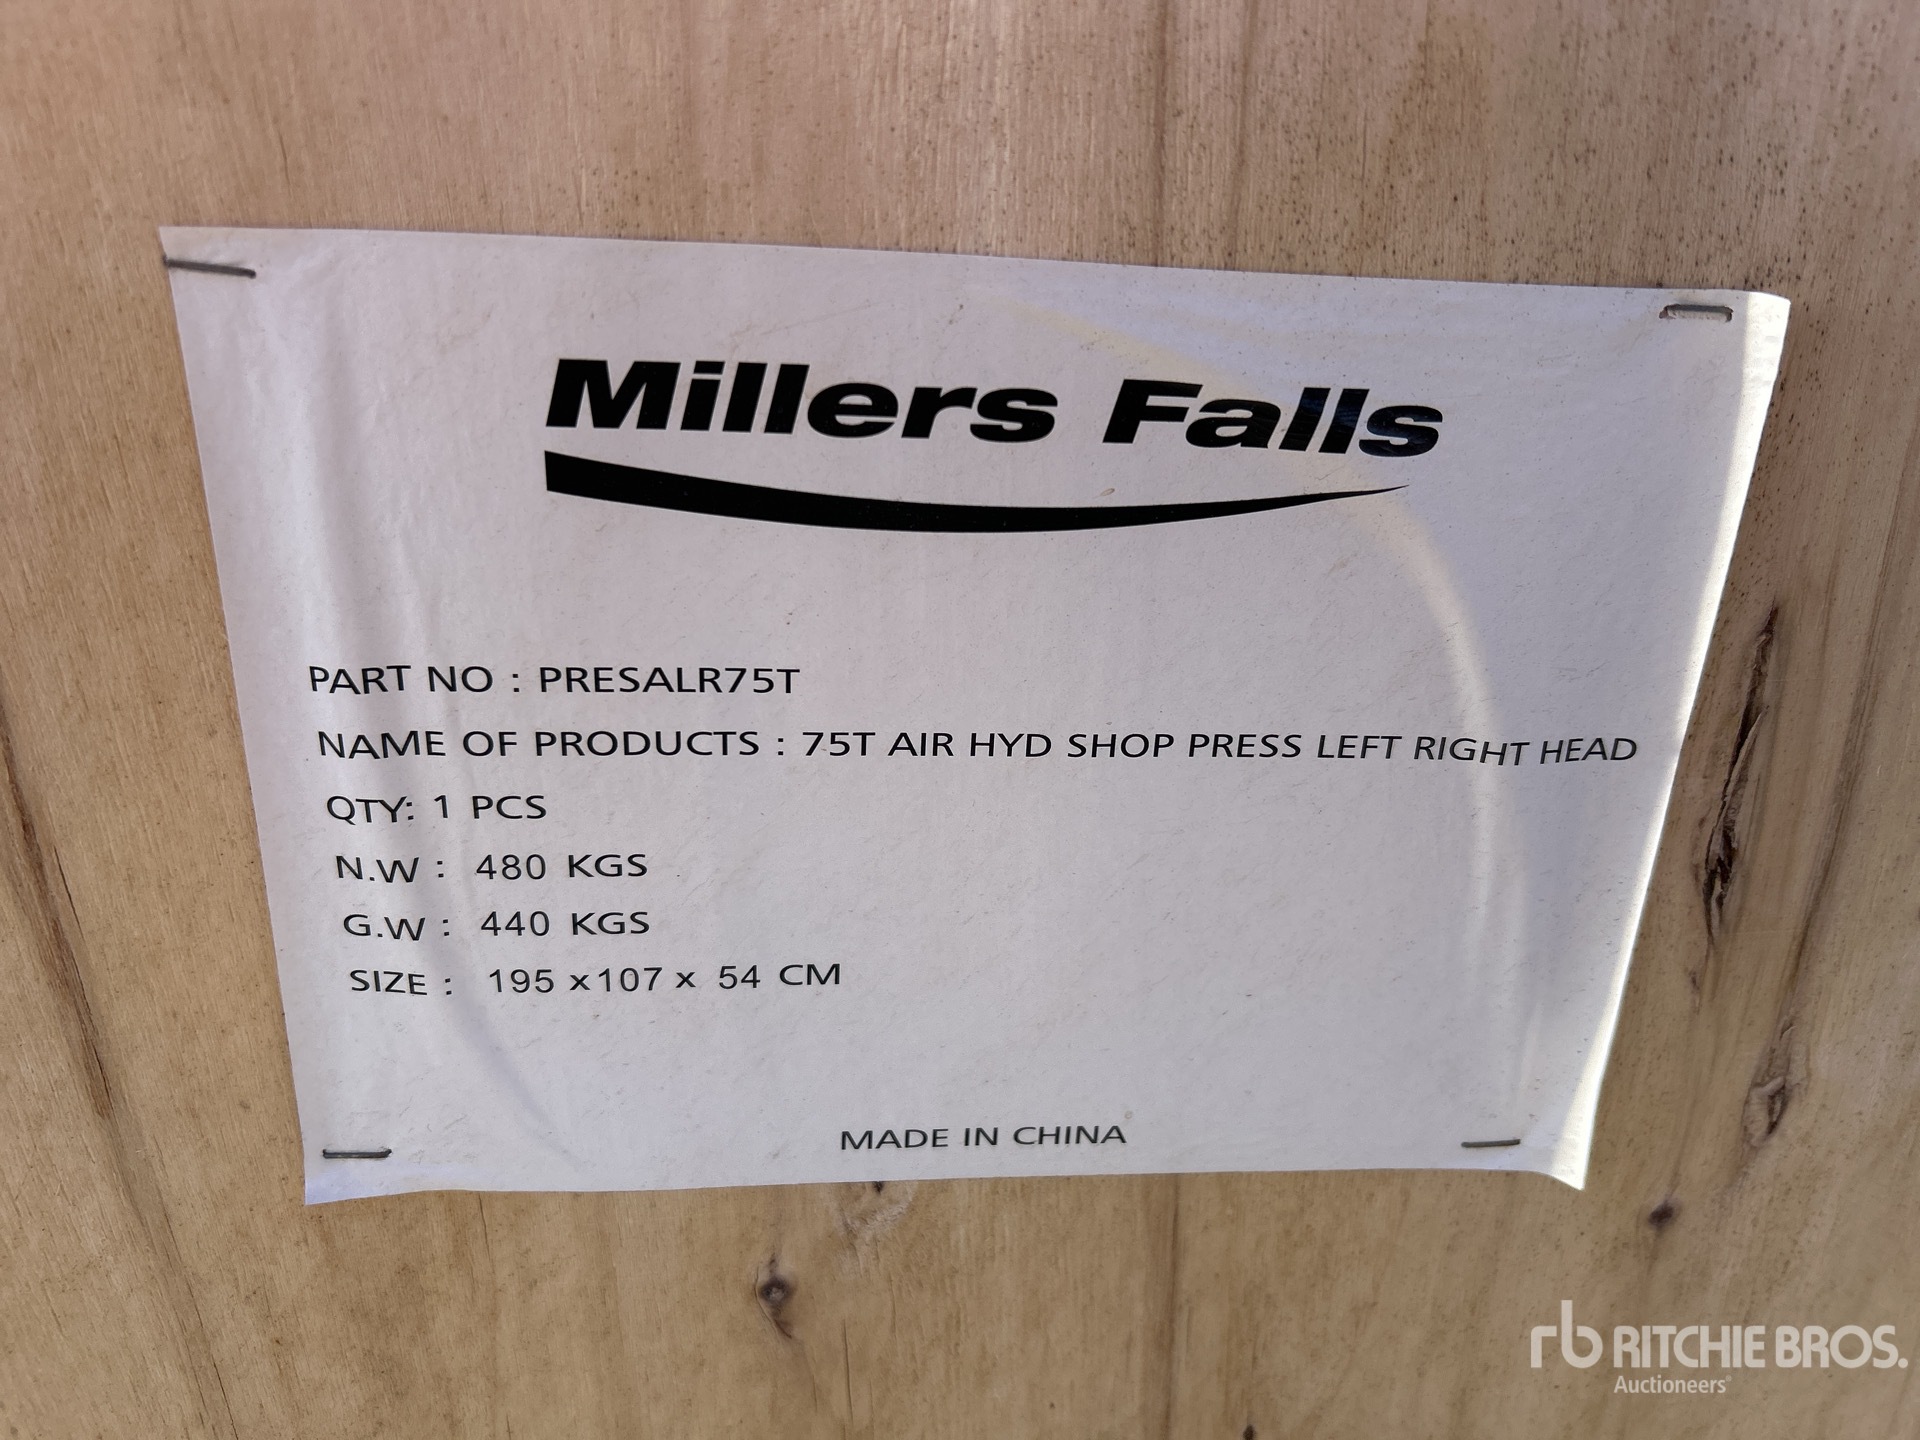 Millers Falls
PART NO : PRESALR75T
NAME OF PRODUCTS : 75T AIR HYD SHOP PRESS LEFT RIGHT HEAD
QTY: 1 PCS
N.W : 480 KGS
G.W : 440 KGS
SIZE : 195 x107 x 54 CM
MADE IN CHINA
rb RITCHIE BROS.
Auctioneers